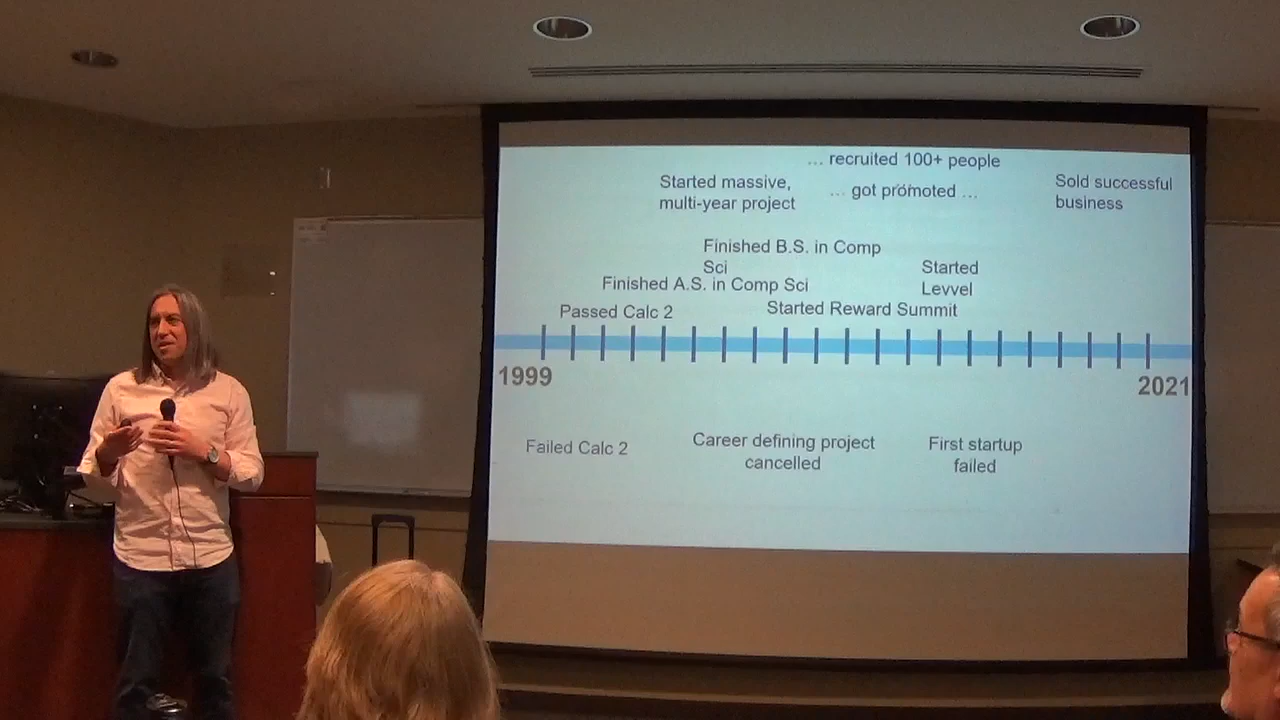 … recruited 100+ people
Started massive,
multi-year project
… got promoted …
Sold successful
business
Finished B.S. in Comp
Sci
Finished A.S. in Comp Sci
Started
Levvel
Passed Calc 2
Started Reward Summit
1999
2021
Failed Calc 2
Career defining project
cancelled
First startup
failed